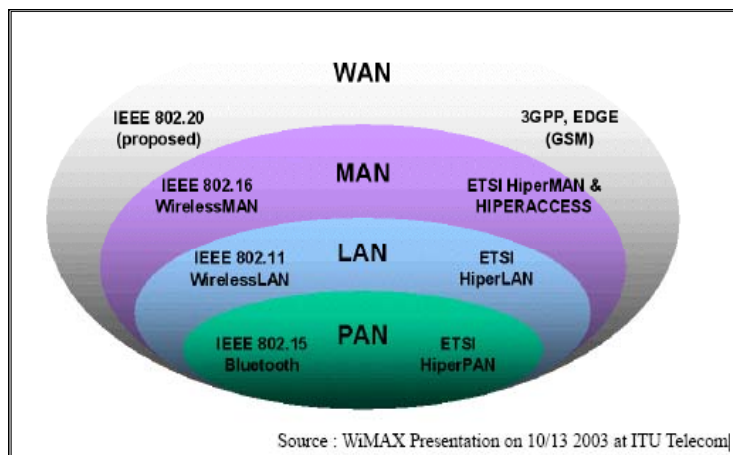 WAN
IEEE 802.20
(proposed)
3GPP, EDGE
(GSM)
MAN
IEEE 802.16
WirelessMAN
ETSI HiperMAN &
HIPERACCESS
LAN
IEEE 802.11
WirelessLAN
ETSI
HiperLAN
PAN
IEEE 802.15
Bluetooth
ETSI
HiperPAN
Source : WiMAX Presentation on 10/13 2003 at ITU Telecom